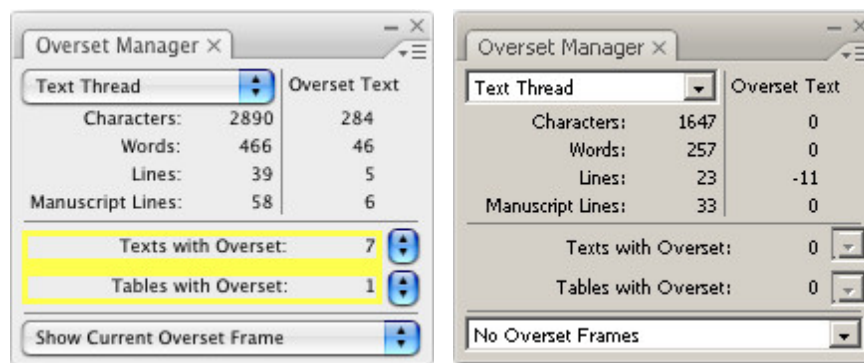 Overset Manager
Text Thread Overset Text
Characters: 2890 284
Words: 466 46
Lines: 39 5
Manuscript Lines: 58 6
Texts with Overset: 7
Tables with Overset: 1
Show Current Overset Frame
Overset Manager
Text Thread Overset Text
Characters: 1647 0
Words: 257 0
Lines: 23 -11
Manuscript Lines: 33 0
Texts with Overset: 0
Tables with Overset: 0
No Overset Frames